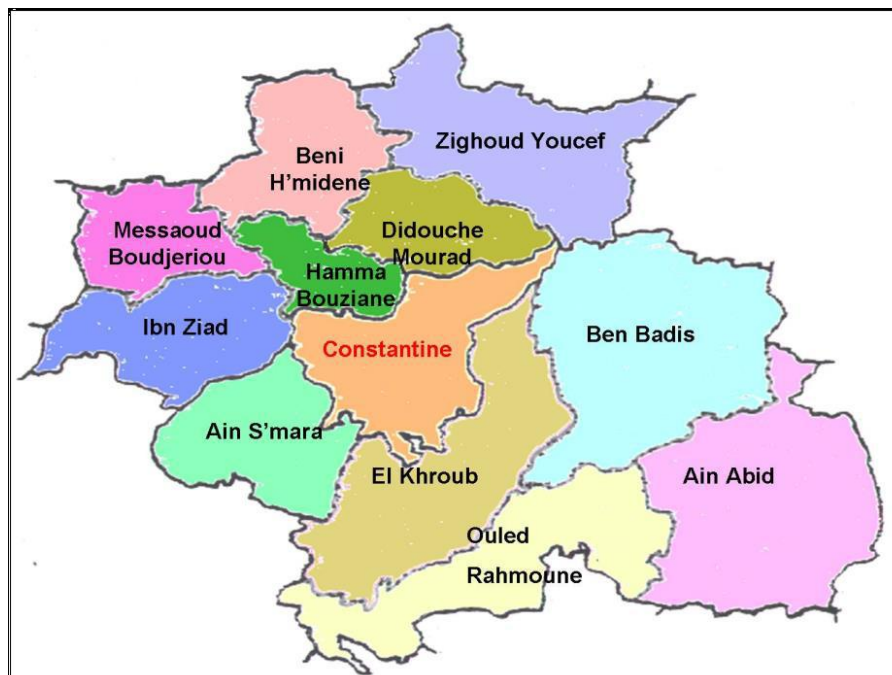 Zighoud Youcef
Beni
H'midene
Messaoud
Boudjeriou
Didouche
Mourad
Hamma
Bouziane
Ibn Ziad
Constantine
Ben Badis
Ain S'mara
El Khroub
Ain Abid
Ouled
Rahmoune